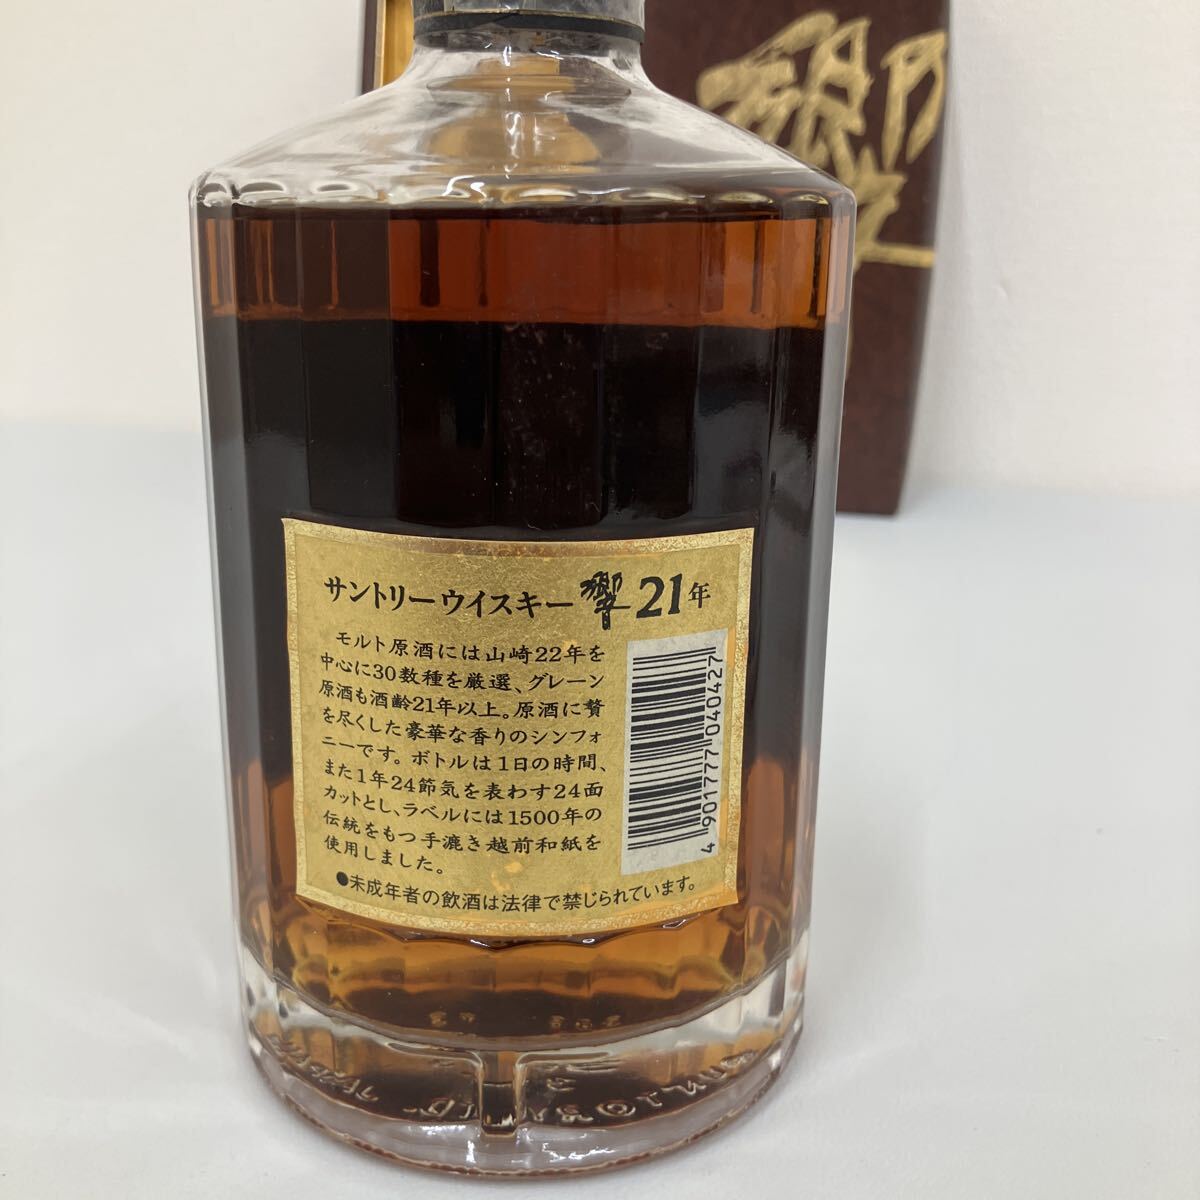 響
サントリーウイスキー 響 21年
モルト原酒には山崎22年を
中心に30数種を厳選、グレーン
原酒も酒齢21年以上。原酒に贅
を尽くした豪華な香りのシンフォ
ニーです。ボトルは1日の時間、
また1年24節気を表わす24面
カットとし、ラベルには1500年の
伝統をもつ手漉き越前和紙を
使用しました。
●未成年者の飲酒は法律で禁じられています。
4 901777 040427